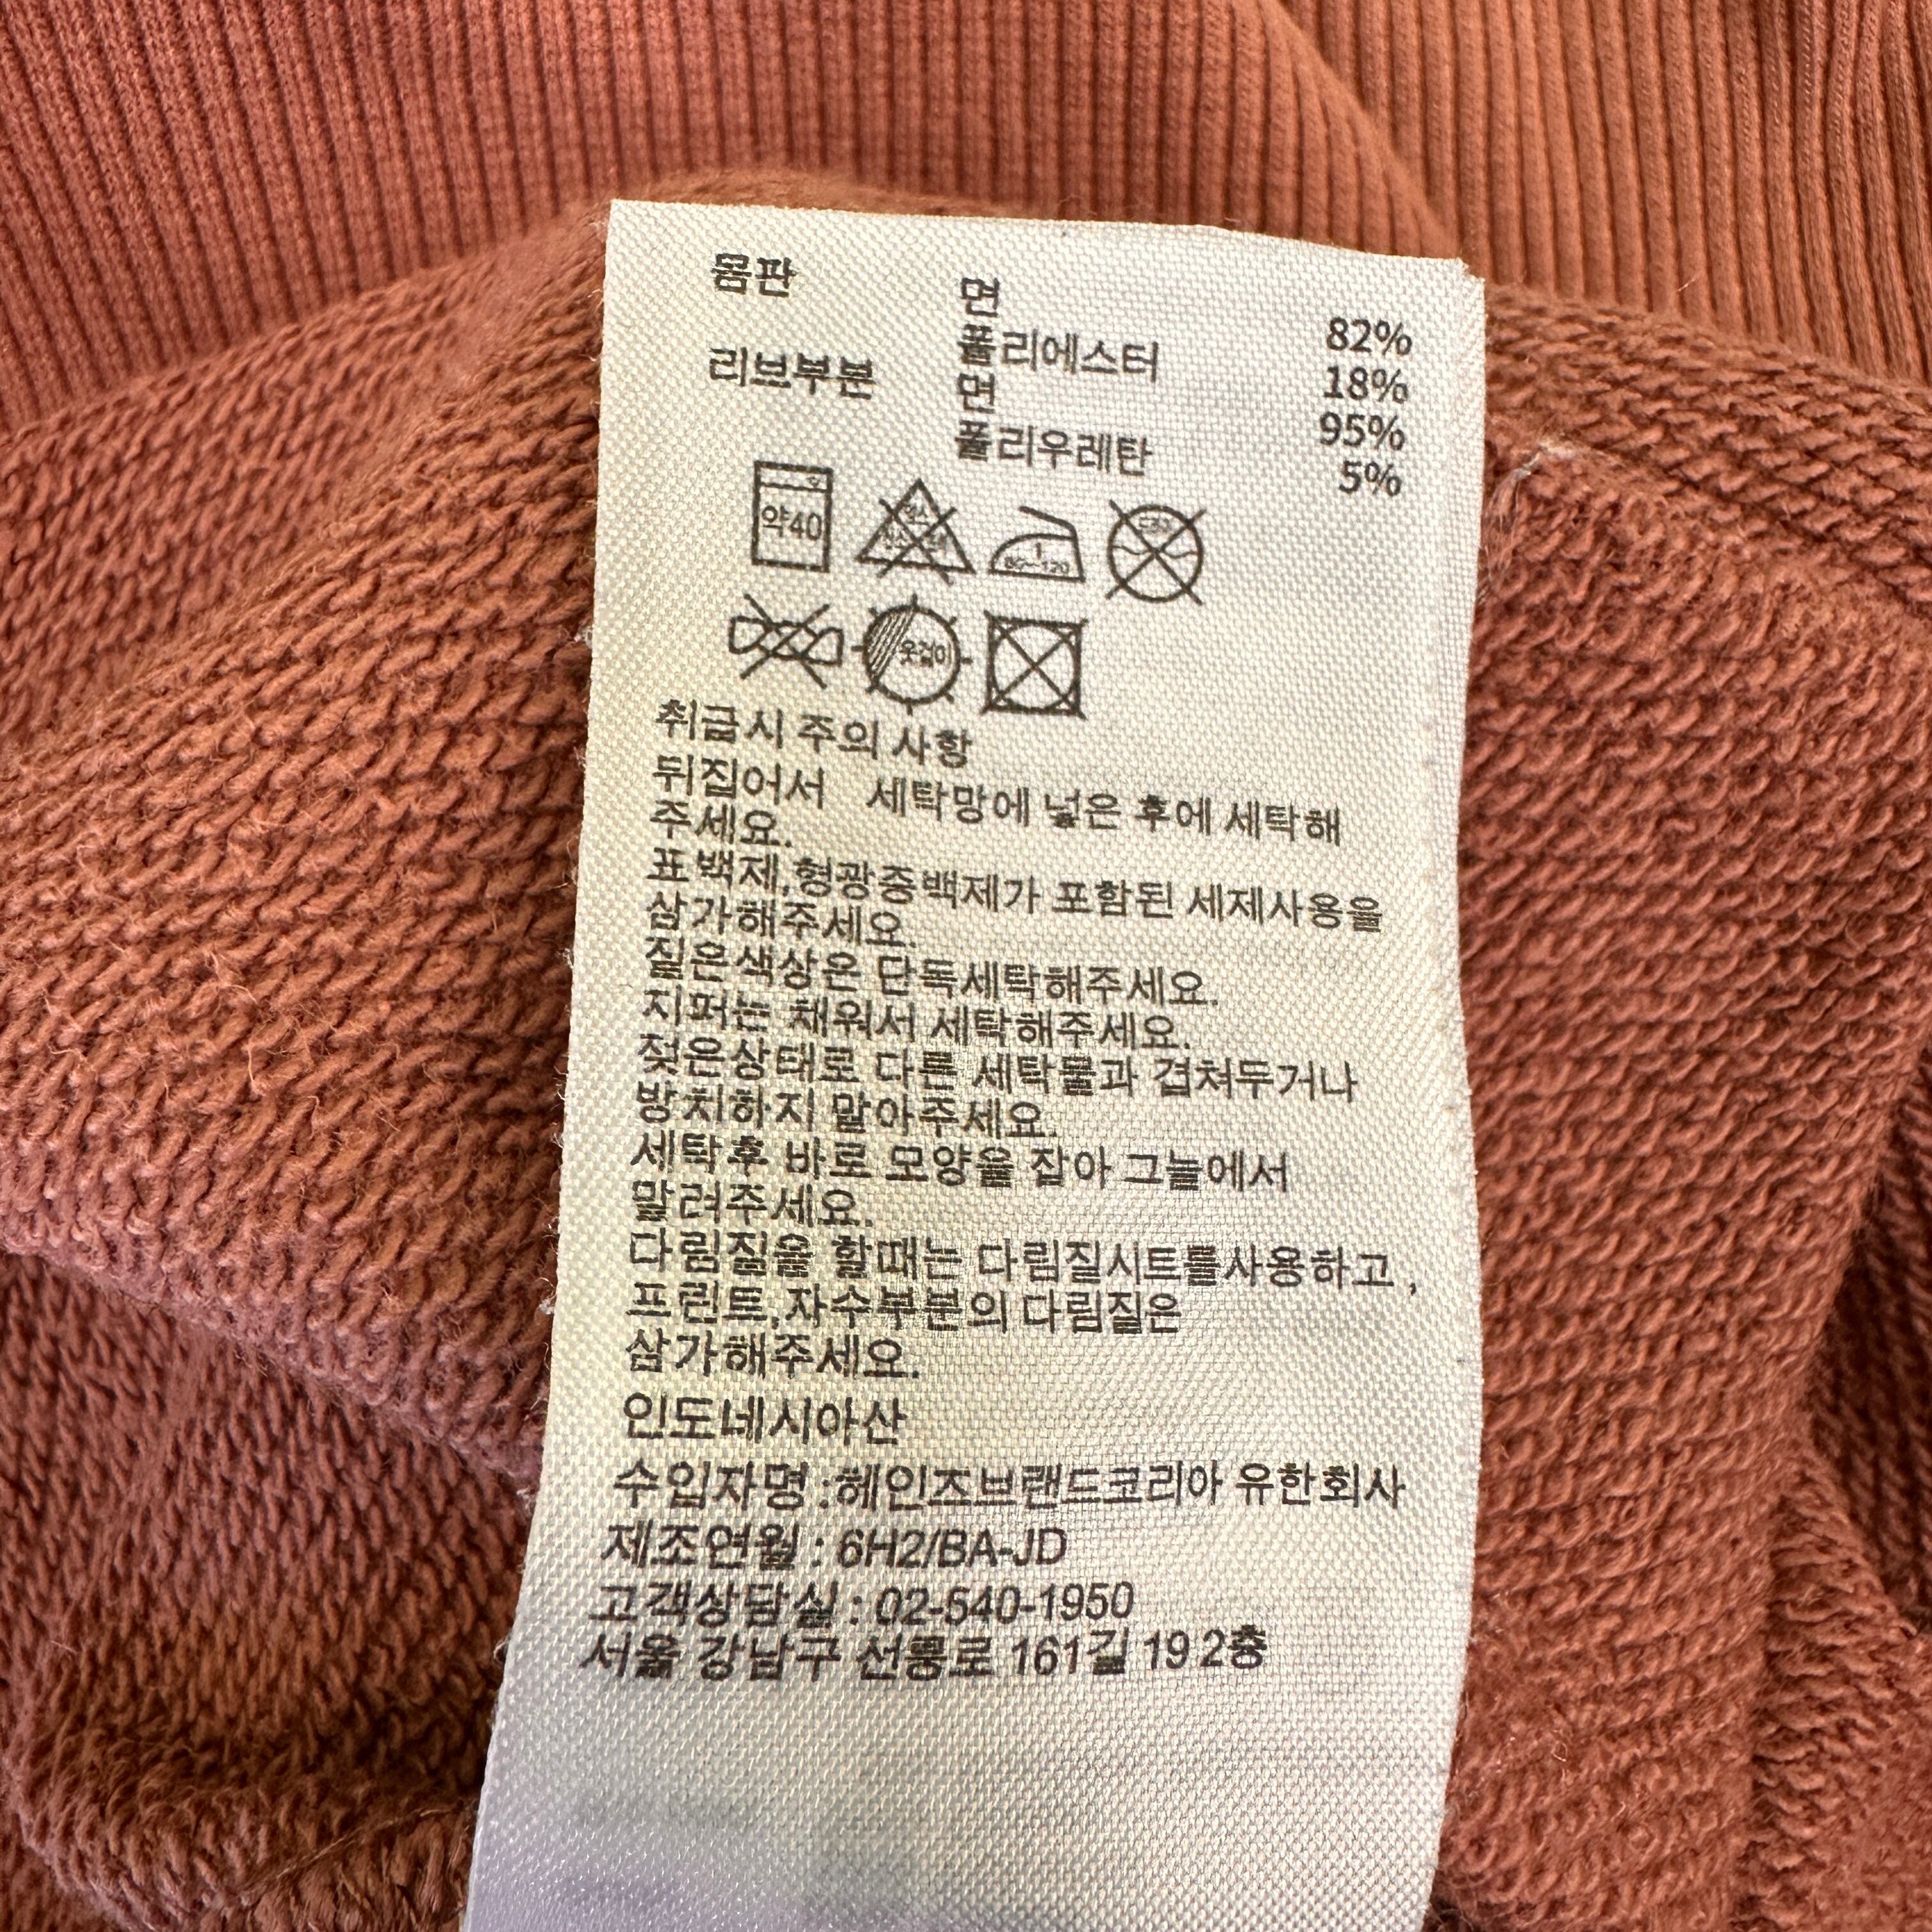 몸판 면 82%
폴리에스터 18%
리브부분 면 95%
폴리우레탄 5%
약40
80~120
드라이
옷걸이
취급시 주의 사항
뒤집어서 세탁망에 넣은 후에 세탁해
주세요.
표백제,형광증백제가 포함된 세제사용을
삼가해주세요.
짙은색상은 단독세탁해주세요.
지퍼는 채워서 세탁해주세요.
젖은상태로 다른 세탁물과 겹쳐두거나
방치하지 말아주세요.
세탁후 바로 모양을 잡아 그늘에서
말려주세요.
다림질을 할때는 다림질시트를사용하고 ,
프린트,자수부분의 다림질은
삼가해주세요.
인도네시아산
수입자명 :헤인즈브랜드코리아 유한회사
제조연월 : 6H2/BA-JD
고객상담실 : 02-540-1950
서울 강남구 선릉로 161길 19 2층